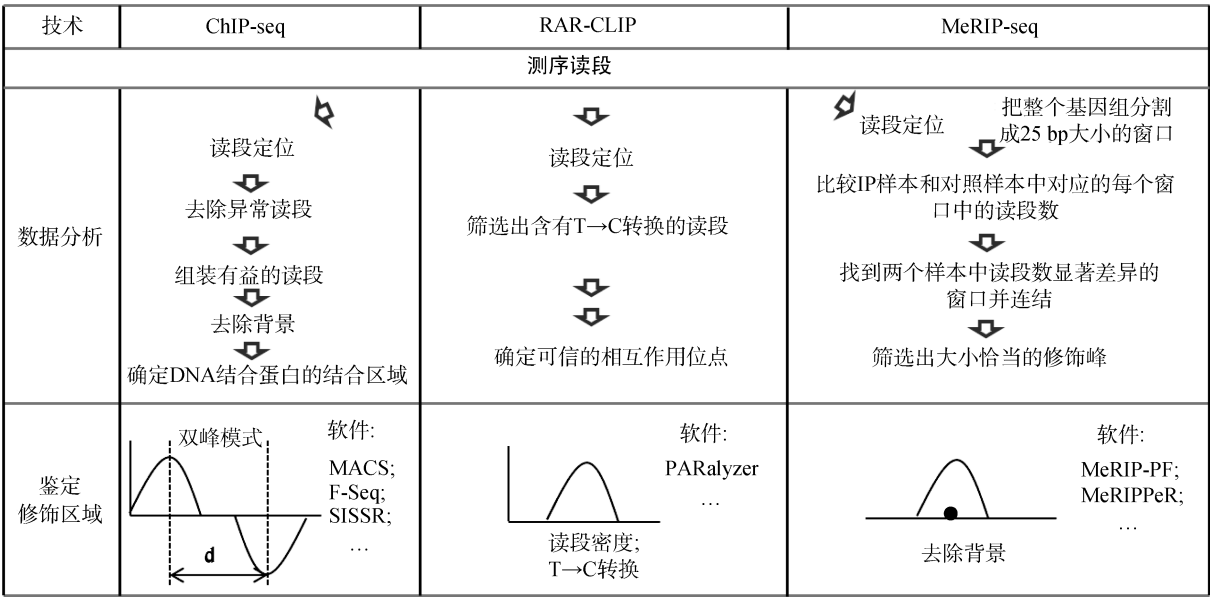 技术
ChIP-seq
RAR-CLIP
MeRIP-seq
测序读段
数据分析
读段定位
去除异常读段
组装有益的读段
去除背景
确定DNA结合蛋白的结合区域
读段定位
筛选出含有T→C转换的读段
确定可信的相互作用位点
读段定位
把整个基因组分割
成25 bp大小的窗口
比较IP样本和对照样本中对应的每个窗
口中的读段数
找到两个样本中读段数显著差异的
窗口并连结
筛选出大小恰当的修饰峰
鉴定
修饰区域
双峰模式
d
软件:
MACS;
F-Seq;
SISSR;
…
软件:
PARalyzer
…
读段密度;
T→C转换
软件:
MeRIP-PF;
MeRIPPeR;
…
去除背景